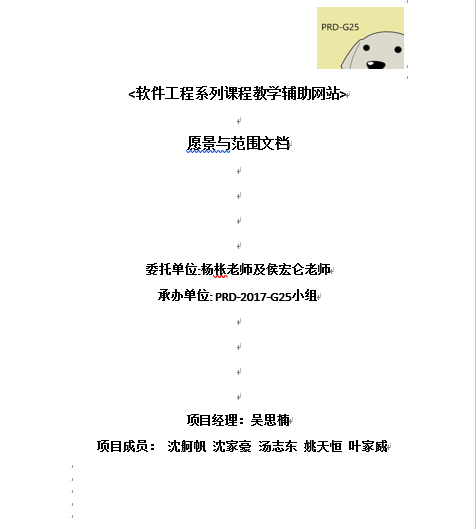 PRD-G25
<软件工程系列课程教学辅助网站>
愿景与范围文档
委托单位:杨枨老师及侯宏仑老师
承办单位: PRD-2017-G25小组
项目经理：吴思楠
项目成员： 沈舸帆 沈家豪 汤志东 姚天恒 叶家威